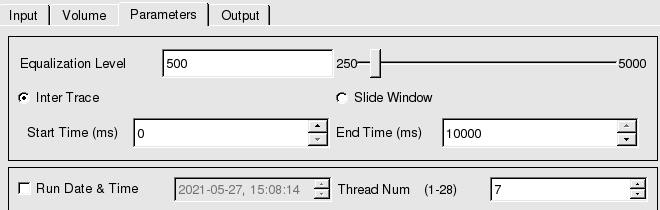 Input Volume Parameters Output
Equalization Level 500 250 5000
Inter Trace Slide Window
Start Time (ms) 0 End Time (ms) 10000
Run Date & Time 2021-05-27, 15:08:14 Thread Num (1-28) 7